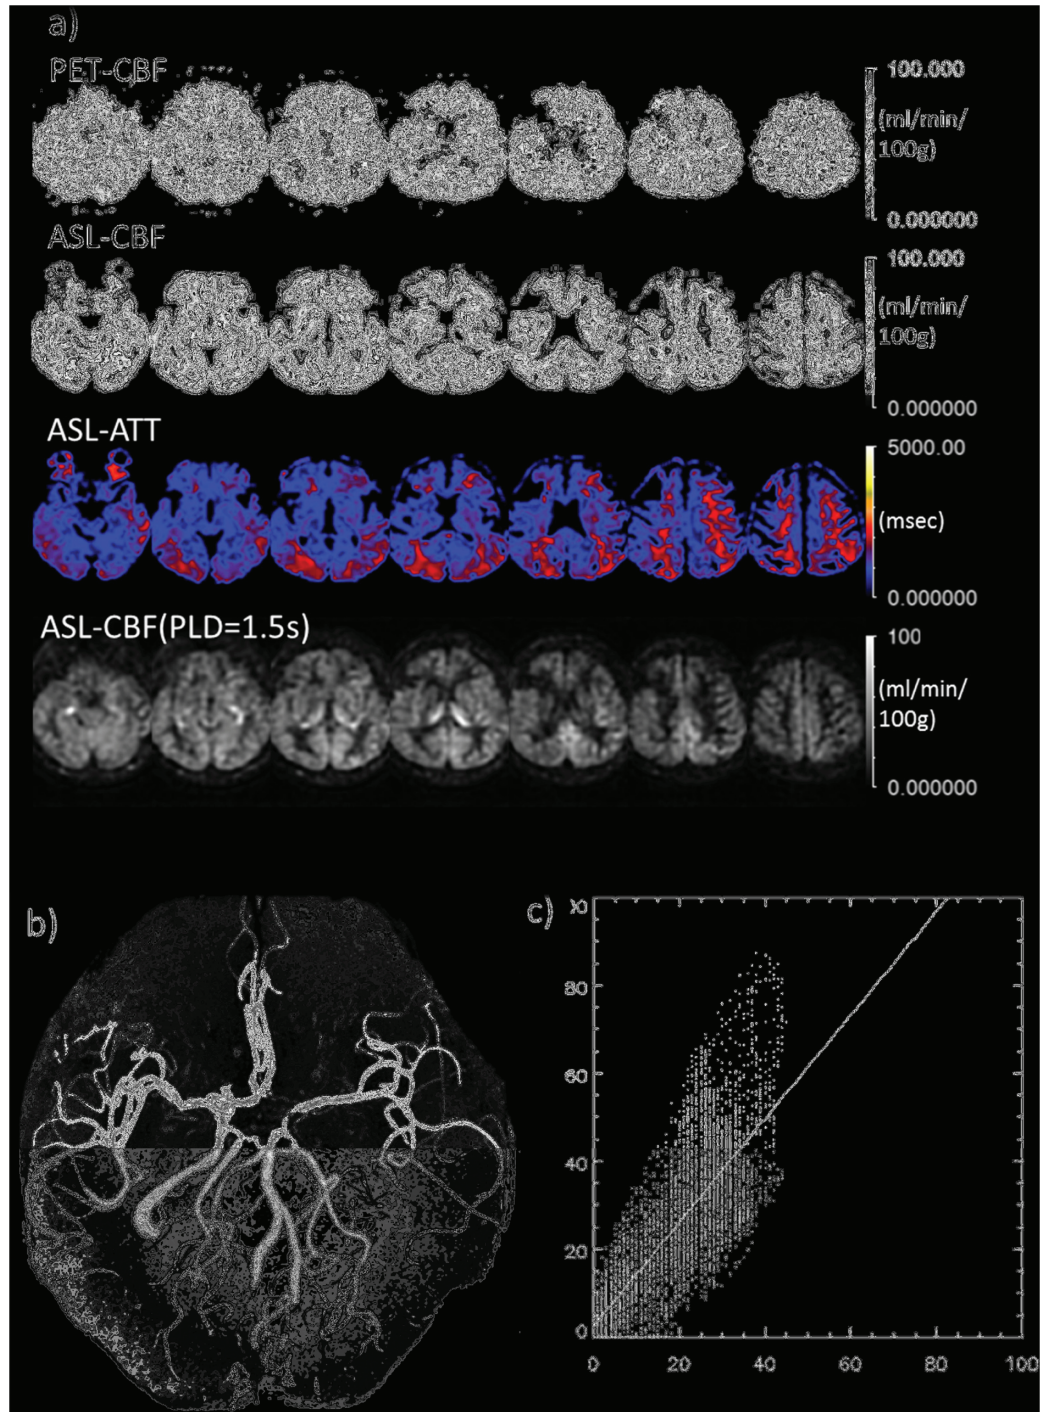 a)
PET-CBF
100.000
(ml/min/
100g)
0.000000
ASL-CBF
100.000
(ml/min/
100g)
0.000000
ASL-ATT
5000.00
(msec)
0.000000
ASL-CBF(PLD=1.5s)
100
(ml/min/
100g)
0.000000
b)
c)
80
60
40
20
0
0 20 40 60 80 100